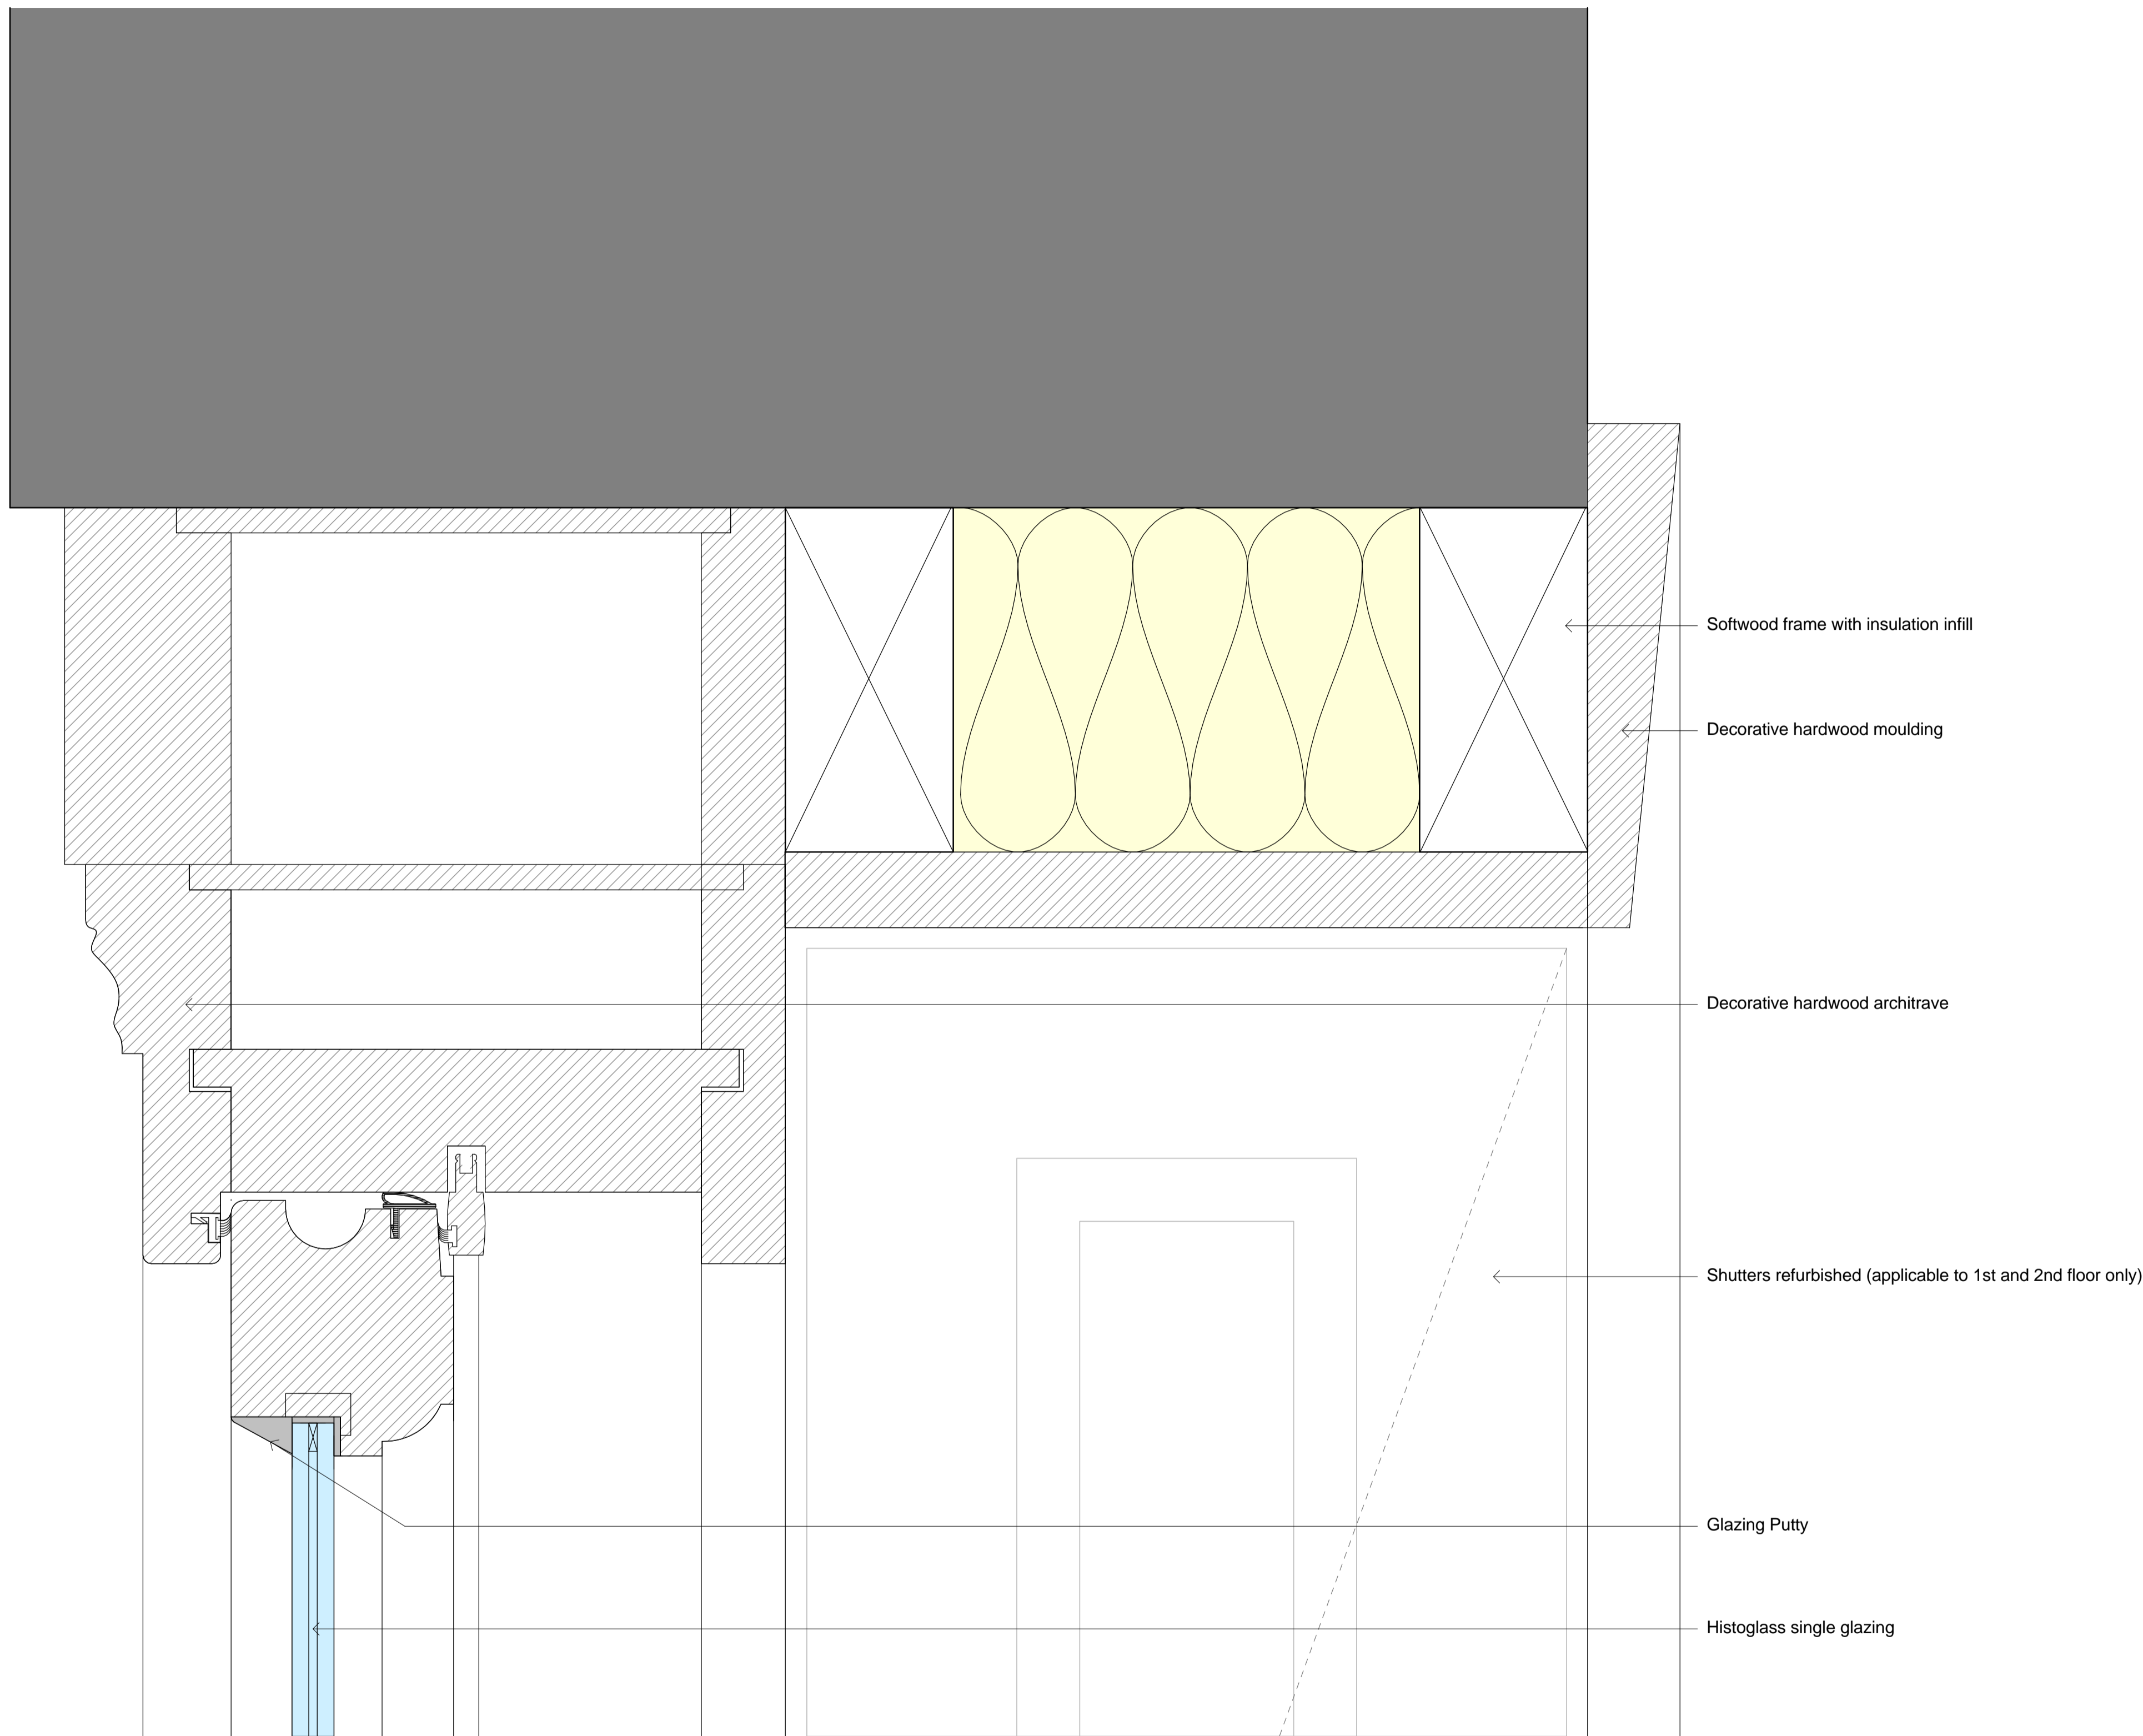 Softwood frame with insulation infill
Decorative hardwood moulding
Decorative hardwood architrave
Shutters refurbished (applicable to 1st and 2nd floor only)
Glazing Putty
Histoglass single glazing